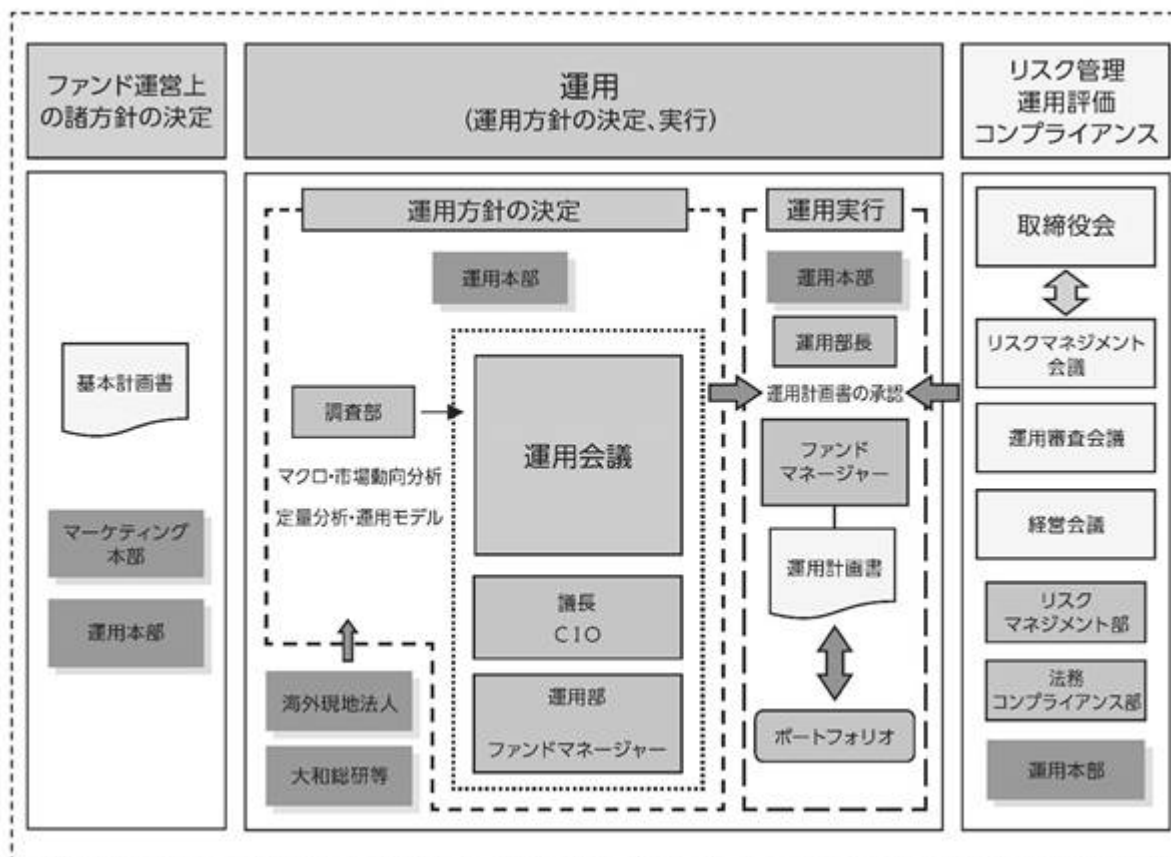 ファンド運営上
の諸方針の決定
運用
(運用方針の決定、実行)
リスク管理
運用評価
コンプライアンス
基本計画書
マーケティング
本部
運用本部
運用方針の決定
運用本部
調査部
マクロ・市場動向分析
定量分析・運用モデル
海外現地法人
大和総研等
運用会議
議長
CIO
運用部
ファンドマネージャー
運用実行
運用本部
運用部長
運用計画書の承認
ファンド
マネージャー
運用計画書
ポートフォリオ
取締役会
リスクマネジメント
会議
運用審査会議
経営会議
リスク
マネジメント部
法務
コンプライアンス部
運用本部